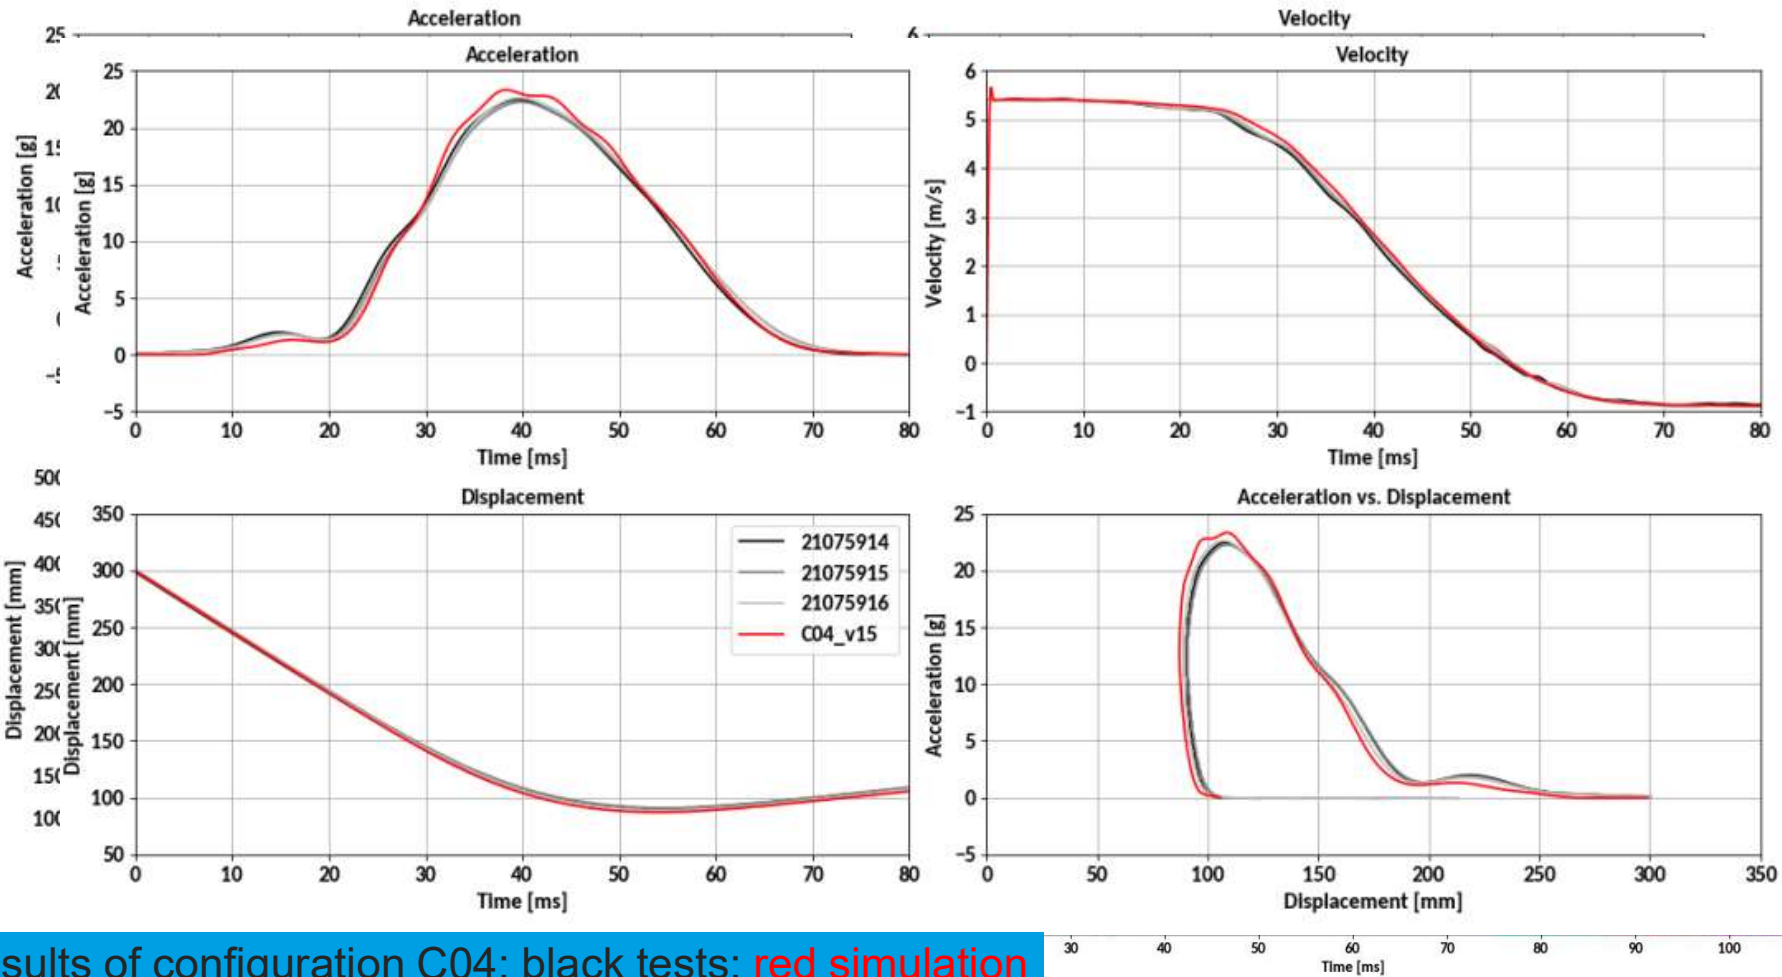 Acceleration
Velocity
25
6
Acceleration
Velocity
25
20
15
10
5
0
−5
Acceleration [g]
Acceleration [g]
0 10 20 30 40 50 60 70 80
Time [ms]
6
5
4
3
2
1
0
−1
Velocity [m/s]
0 10 20 30 40 50 60 70 80
Time [ms]
Displacement
Acceleration vs. Displacement
350
300
250
200
150
100
50
Displacement [mm]
Displacement [mm]
21075914
21075915
21075916
C04_v15
0 10 20 30 40 50 60 70 80
Time [ms]
25
20
15
10
5
0
−5
Acceleration [g]
0 50 100 150 200 250 300 350
Displacement [mm]
sults of configuration C04: black tests; red simulation
30 40 50 60 70 80 90 100
Time [ms]